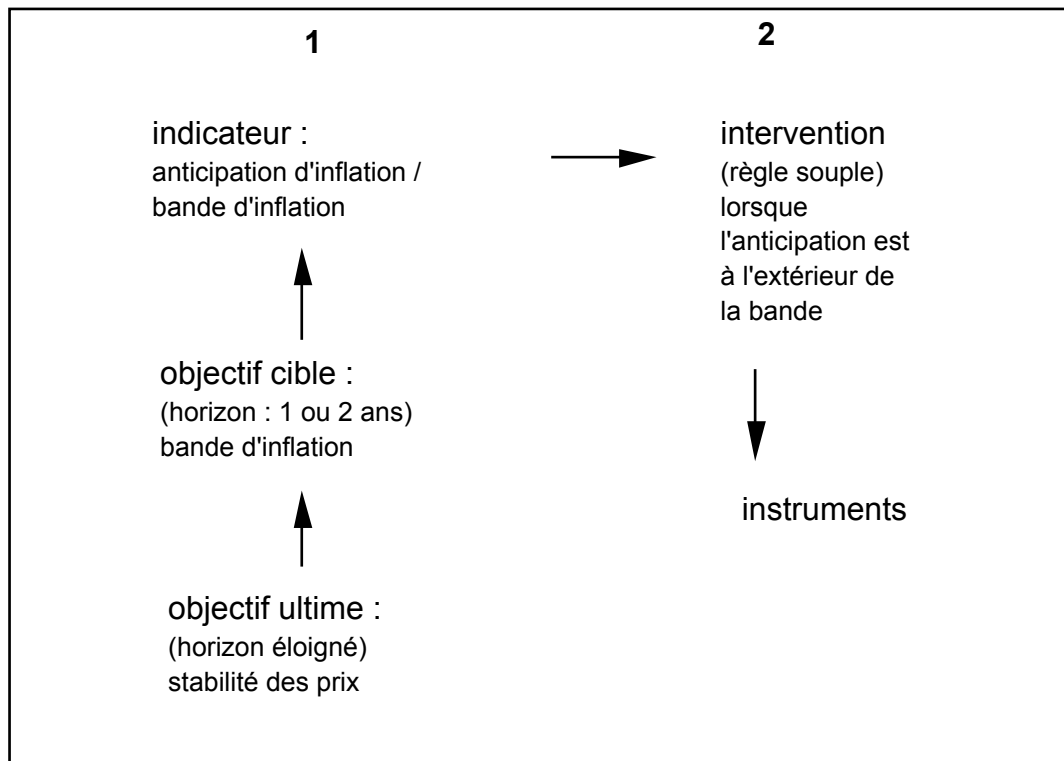 1
indicateur :
anticipation d'inflation /
bande d'inflation
objectif cible :
(horizon : 1 ou 2 ans)
bande d'inflation
objectif ultime :
(horizon éloigné)
stabilité des prix
2
intervention
(règle souple)
lorsque
l'anticipation est
à l'extérieur de
la bande
instruments